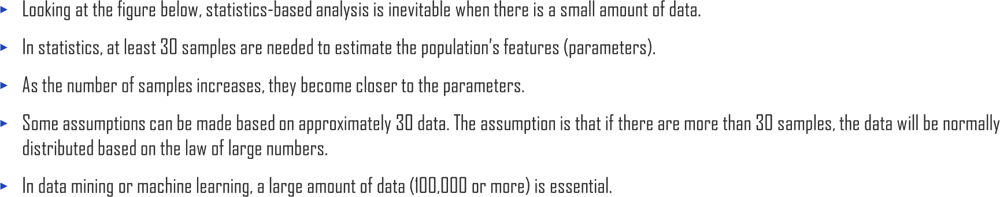 ► Looking at the figure below, statistics-based analysis is inevitable when there is a small amount of data.
► In statistics, at least 30 samples are needed to estimate the population's features (parameters).
► As the number of samples increases, they become closer to the parameters.
► Some assumptions can be made based on approximately 30 data. The assumption is that if there are more than 30 samples, the data will be normally
distributed based on the law of large numbers.
► In data mining or machine learning, a large amount of data (100,000 or more) is essential.